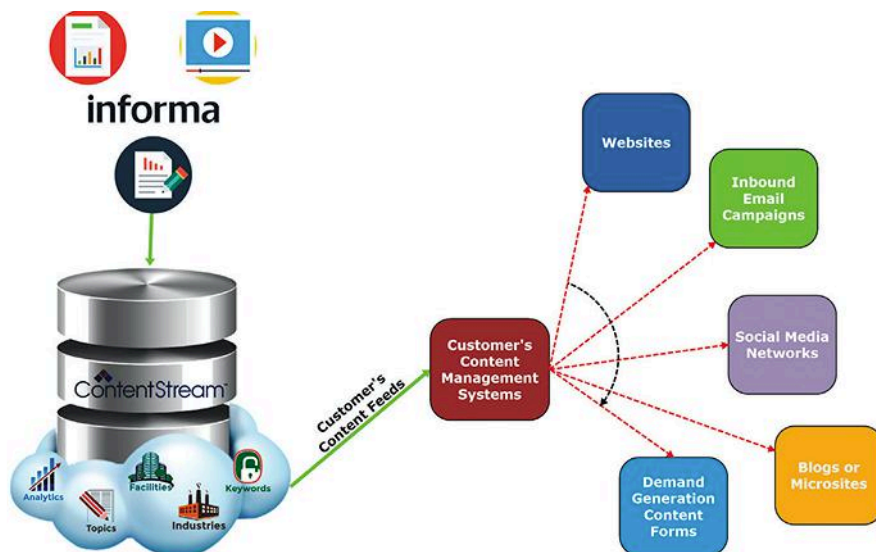 informa
ContentStream™
Analytics
Topics
Facilities
Industries
Keywords
Customer's
Content Feeds
Customer's
Content
Management
Systems
Websites
Inbound
Email
Campaigns
Social Media
Networks
Blogs or
Microsites
Demand
Generation
Content
Forms